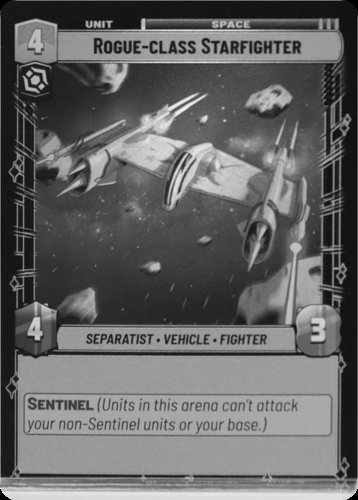 UNIT SPACE
4 ROGUE-CLASS STARFIGHTER
4 SEPARATIST • VEHICLE • FIGHTER 3
SENTINEL (Units in this arena can't attack
your non-Sentinel units or your base.)